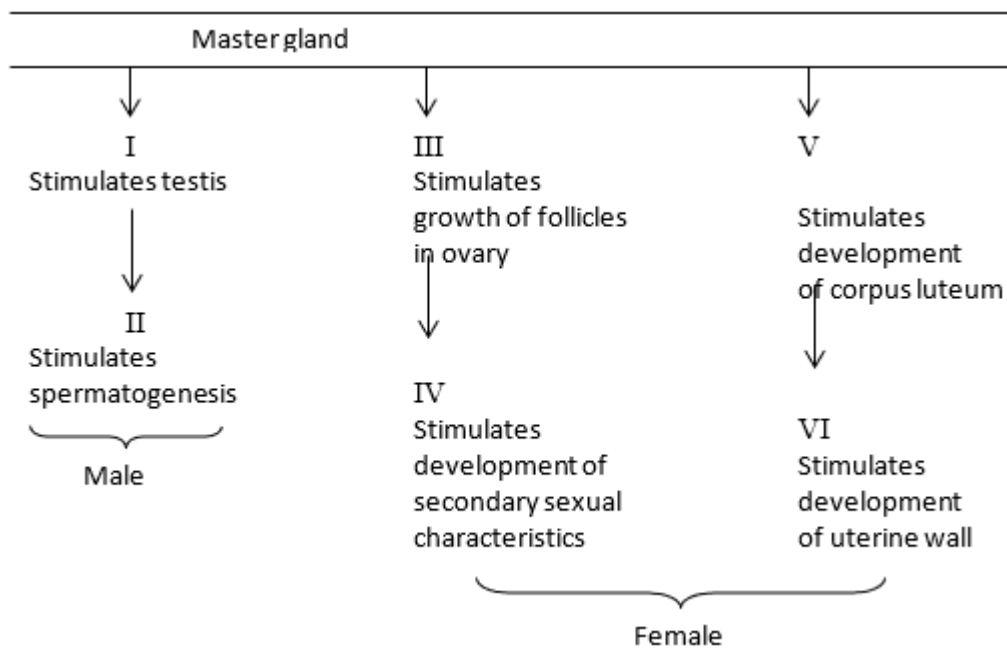 Master gland
I
Stimulates testis
II
Stimulates
spermatogenesis
Male
III
Stimulates
growth of follicles
in ovary
IV
Stimulates
development of
secondary sexual
characteristics
V
Stimulates
development
of corpus luteum
VI
Stimulates
development
of uterine wall
Female